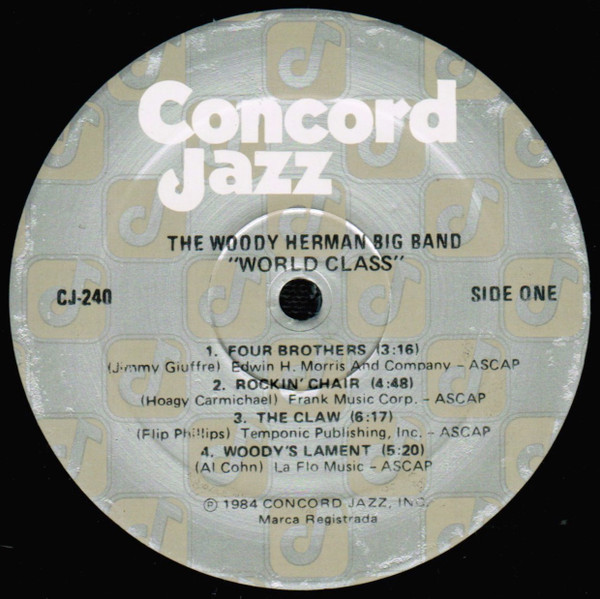 Concord
Jazz
THE WOODY HERMAN BIG BAND
"WORLD CLASS"
CJ-240 SIDE ONE
1. FOUR BROTHERS (3:16)
(Jimmy Giuffre) Edwin H. Morris And Company - ASCAP
2. ROCKIN' CHAIR (4:48)
(Hoagy Carmichael) Frank Music Corp. - ASCAP
3. THE CLAW (6:17)
(Flip Phillips) Temponic Publishing, Inc. - ASCAP
4. WOODY'S LAMENT (5:20)
(Al Cohn) La Flo Music - ASCAP
℗ 1984 CONCORD JAZZ, INC.
Marca Registrada